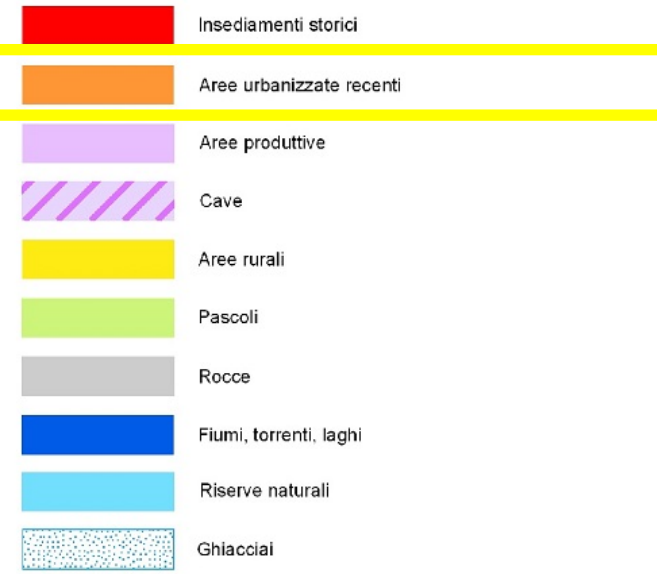 Insediamenti storici
Aree urbanizzate recenti
Aree produttive
Cave
Aree rurali
Pascoli
Rocce
Fiumi, torrenti, laghi
Riserve naturali
Ghiacciai